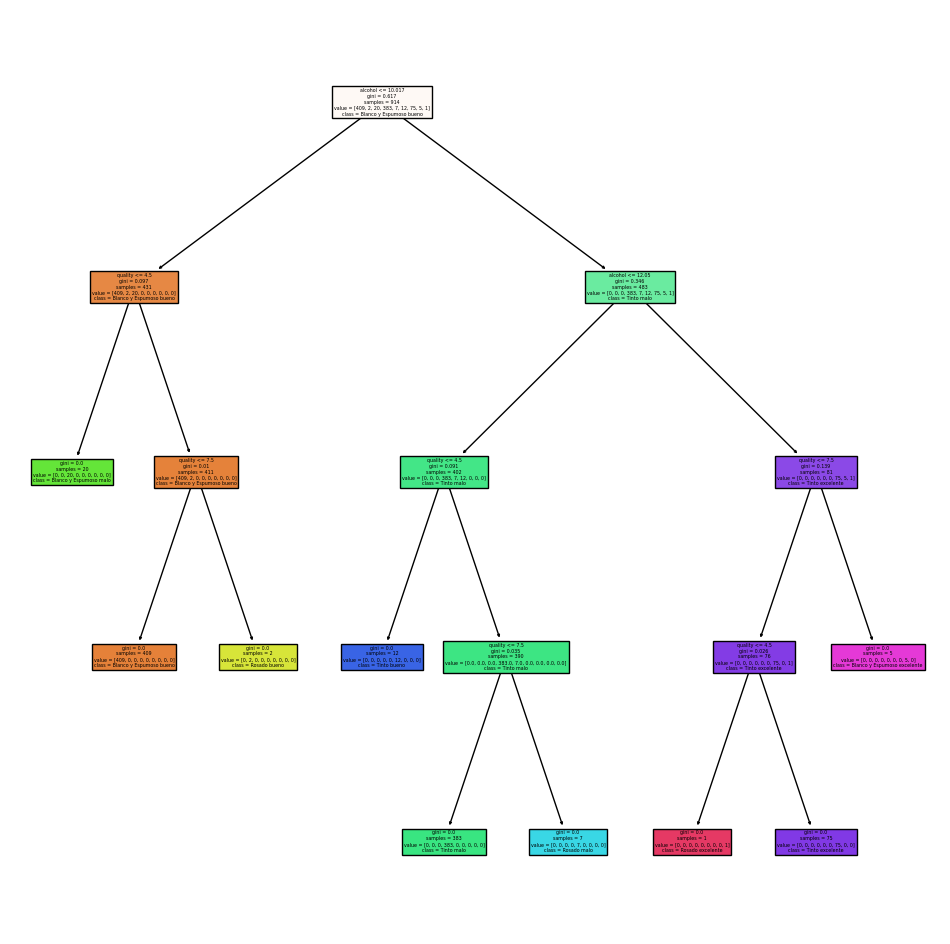 alcohol <= 10.017
gini = 0.617
samples = 914
value = [409, 2, 20, 383, 7, 12, 75, 5, 1]
class = Blanco y Espumoso bueno
quality <= 4.5
gini = 0.097
samples = 431
value = [409, 2, 20, 0, 0, 0, 0, 0, 0]
class = Blanco y Espumoso bueno
alcohol <= 12.05
gini = 0.346
samples = 483
value = [0, 0, 0, 383, 7, 12, 75, 5, 1]
class = Tinto malo
gini = 0.0
samples = 20
value = [0, 0, 20, 0, 0, 0, 0, 0, 0]
class = Blanco y Espumoso malo
quality <= 7.5
gini = 0.01
samples = 411
value = [409, 2, 0, 0, 0, 0, 0, 0, 0]
class = Blanco y Espumoso bueno
quality <= 4.5
gini = 0.091
samples = 402
value = [0, 0, 0, 383, 7, 12, 0, 0, 0]
class = Tinto malo
quality <= 7.5
gini = 0.139
samples = 81
value = [0, 0, 0, 0, 0, 0, 75, 5, 1]
class = Tinto excelente
gini = 0.0
samples = 409
value = [409, 0, 0, 0, 0, 0, 0, 0, 0]
class = Blanco y Espumoso bueno
gini = 0.0
samples = 2
value = [0, 2, 0, 0, 0, 0, 0, 0, 0]
class = Rosado bueno
gini = 0.0
samples = 12
value = [0, 0, 0, 0, 0, 12, 0, 0, 0]
class = Tinto bueno
quality <= 7.5
gini = 0.035
samples = 390
value = [0.0, 0.0, 0.0, 383.0, 7.0, 0.0, 0.0, 0.0, 0.0]
class = Tinto malo
quality <= 4.5
gini = 0.026
samples = 76
value = [0, 0, 0, 0, 0, 0, 75, 0, 1]
class = Tinto excelente
gini = 0.0
samples = 5
value = [0, 0, 0, 0, 0, 0, 0, 5, 0]
class = Blanco y Espumoso excelente
gini = 0.0
samples = 383
value = [0, 0, 0, 383, 0, 0, 0, 0, 0]
class = Tinto malo
gini = 0.0
samples = 7
value = [0, 0, 0, 0, 7, 0, 0, 0, 0]
class = Rosado malo
gini = 0.0
samples = 1
value = [0, 0, 0, 0, 0, 0, 0, 0, 1]
class = Rosado excelente
gini = 0.0
samples = 75
value = [0, 0, 0, 0, 0, 0, 75, 0, 0]
class = Tinto excelente